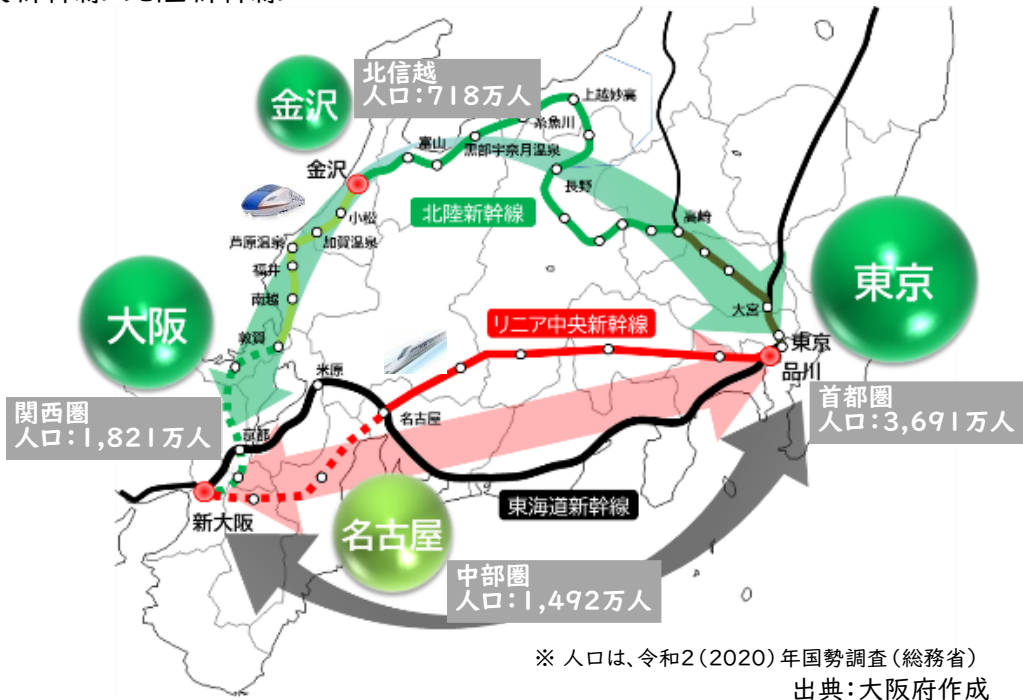 金沢
北信越
人口:718万人
上越妙高
糸魚川
富山
黒部宇奈月温泉
金沢
長野
北陸新幹線
小松
高崎
芦原温泉
加賀温泉
福井
南越
東京
大阪
大宮
リニア中央新幹線
敦賀
東京
品川
米原
首都圏
人口:3,691万人
関西圏
人口:1,821万人
名古屋
京都
東海道新幹線
新大阪
名古屋
中部圏
人口:1,492万人
※ 人口は、令和2(2020)年国勢調査(総務省)
出典:大阪府作成